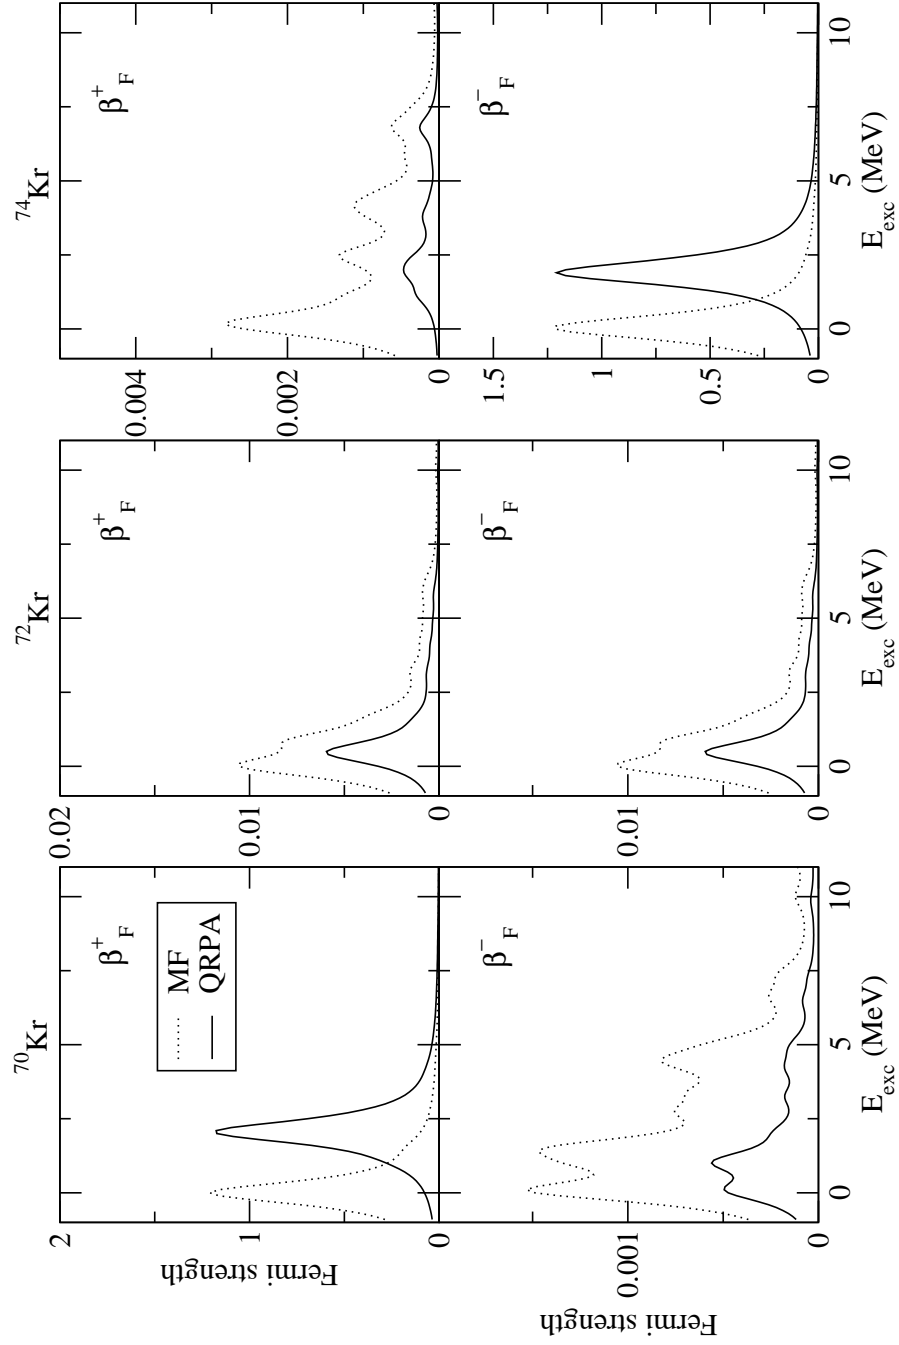 70Kr
72Kr
74Kr
Fermi strength
2
1
0
β+F
MF
QRPA
0.02
0.01
0
β+F
0.004
0.002
0
β+F
Fermi strength
0.001
0
β−F
0.01
0
β−F
1.5
1
0.5
0
β−F
0
5
10
0
5
10
0
5
10
Eexc (MeV)
Eexc (MeV)
Eexc (MeV)